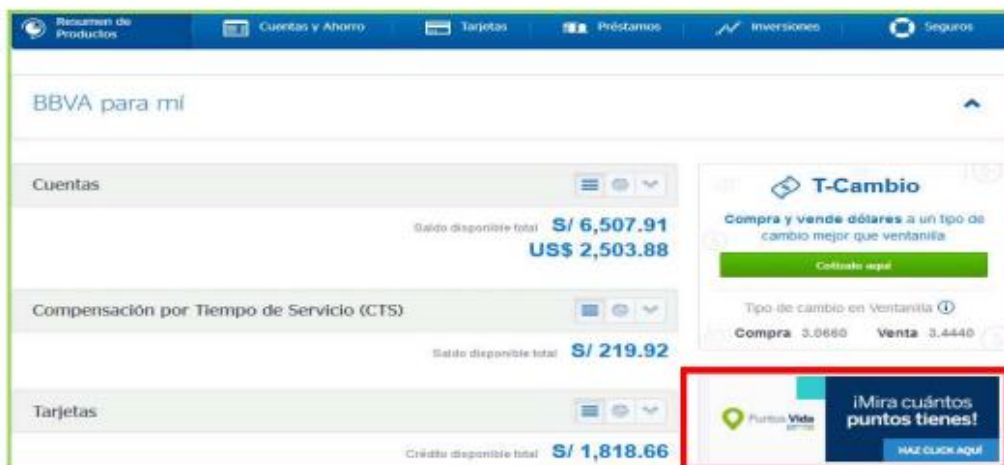 Resumen de
Productos
Cuentas y Ahorro
Tarjetas
Préstamos
Inversiones
Seguros
BBVA para mí
Cuentas
Saldo disponible total S/ 6,507.91
US$ 2,503.88
Compensación por Tiempo de Servicio (CTS)
Saldo disponible total S/ 219.92
Tarjetas
Crédito disponible total S/ 1,818.66
T-Cambio
Compra y vende dólares a un tipo de
cambio mejor que ventanilla
Cotízalo aquí
Tipo de cambio en Ventanilla
Compra 3.0660 Venta 3.4440
Puntos Vida
¡Mira cuántos
puntos tienes!
HAZ CLICK AQUÍ